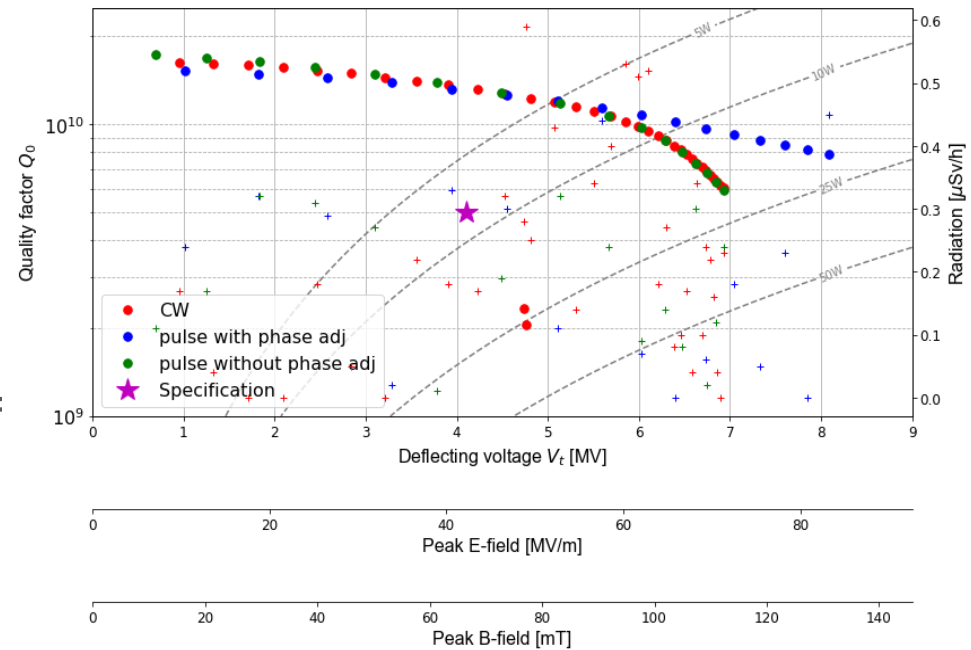 Quality factor Q0
10^10
10^9
5W
10W
25W
50W
CW
pulse with phase adj
pulse without phase adj
Specification
0.6
0.5
0.4
0.3
0.2
0.1
0.0
Radiation [μSv/h]
0 1 2 3 4 5 6 7 8 9
Deflecting voltage Vt [MV]
0 20 40 60 80
Peak E-field [MV/m]
0 20 40 60 80 100 120 140
Peak B-field [mT]